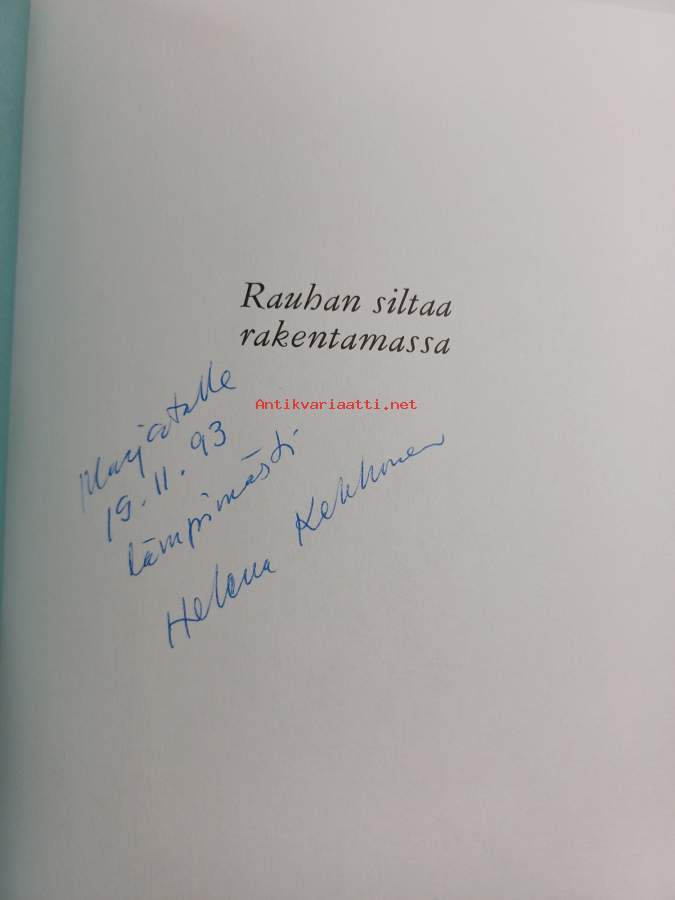 Rauhan siltaa
rakentamassa
Antikvariaatti.net
Marjatalle
19.11.93
lämpimästi
Helena Kekkonen